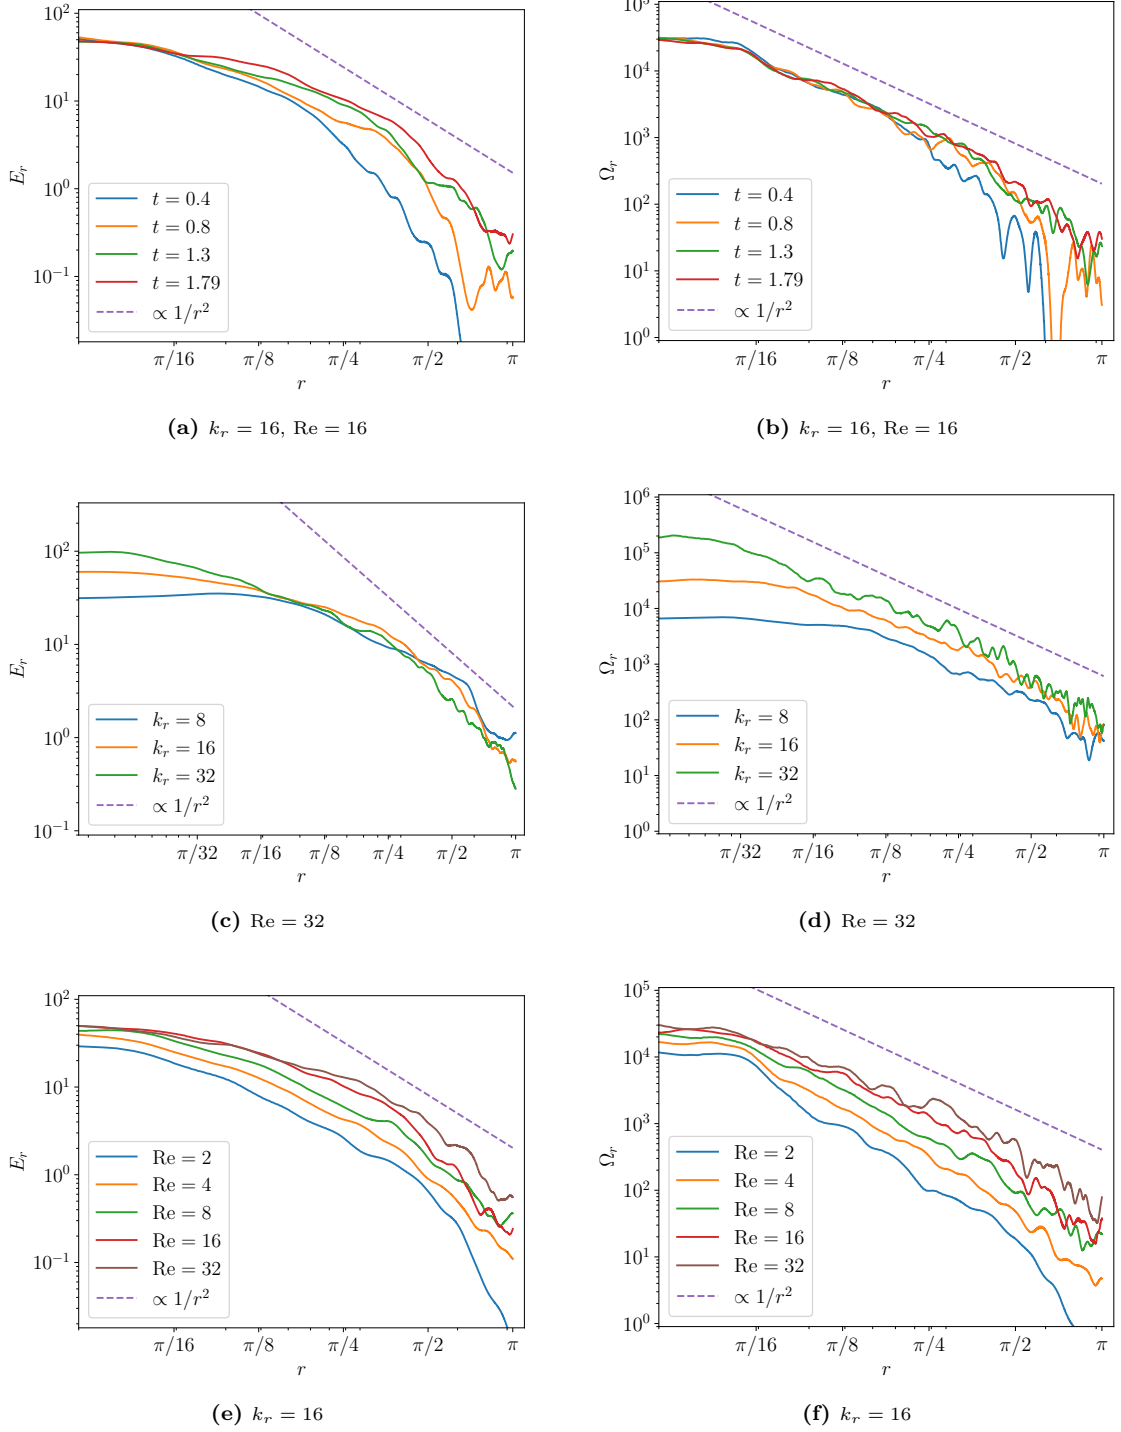 10^2
10^1
10^0
10^{-1}
E_r
t = 0.4
t = 0.8
t = 1.3
t = 1.79
∝ 1/r^2
π/16 π/8 π/4 π/2 π
r
(a) k_r = 16, Re = 16
10^5
10^4
10^3
10^2
10^1
10^0
Ω_r
t = 0.4
t = 0.8
t = 1.3
t = 1.79
∝ 1/r^2
π/16 π/8 π/4 π/2 π
r
(b) k_r = 16, Re = 16
10^2
10^1
10^0
10^{-1}
E_r
k_r = 8
k_r = 16
k_r = 32
∝ 1/r^2
π/32 π/16 π/8 π/4 π/2 π
r
(c) Re = 32
10^6
10^5
10^4
10^3
10^2
10^1
10^0
Ω_r
k_r = 8
k_r = 16
k_r = 32
∝ 1/r^2
π/32 π/16 π/8 π/4 π/2 π
r
(d) Re = 32
10^2
10^1
10^0
10^{-1}
E_r
Re = 2
Re = 4
Re = 8
Re = 16
Re = 32
∝ 1/r^2
π/16 π/8 π/4 π/2 π
r
(e) k_r = 16
10^5
10^4
10^3
10^2
10^1
10^0
Ω_r
Re = 2
Re = 4
Re = 8
Re = 16
Re = 32
∝ 1/r^2
π/16 π/8 π/4 π/2 π
r
(f) k_r = 16